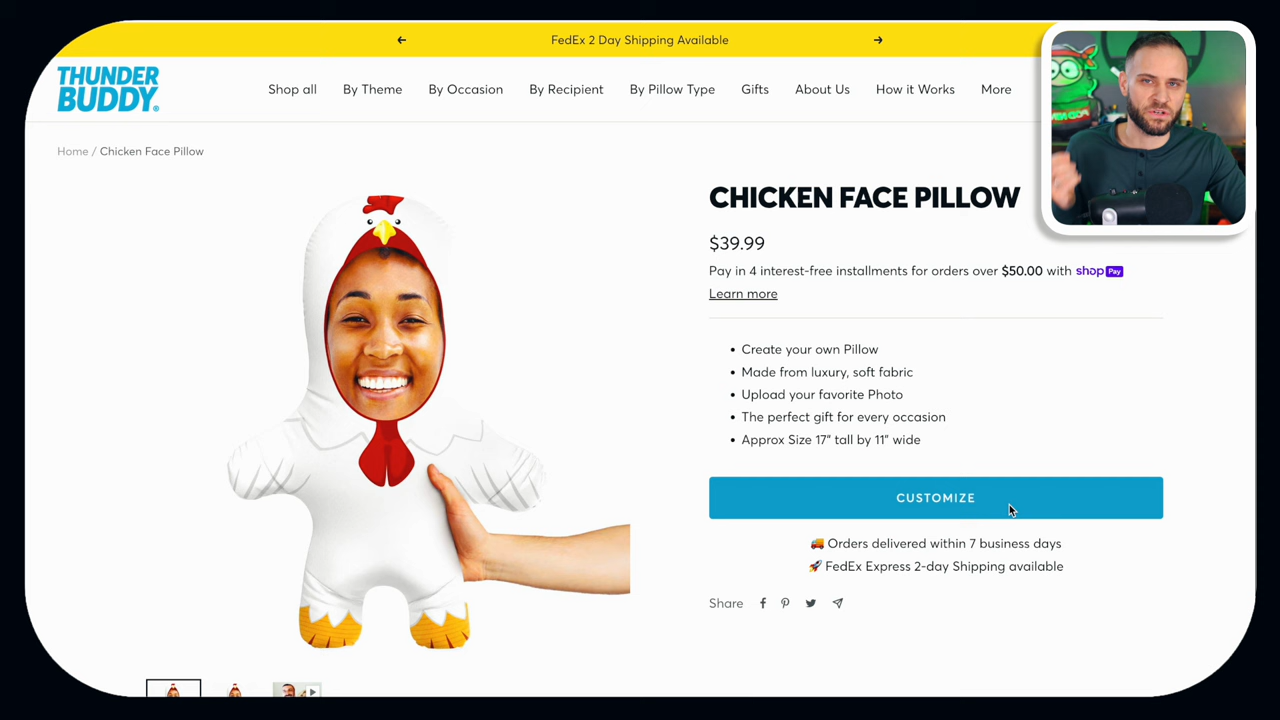 FedEx 2 Day Shipping Available
THUNDER
BUDDY®
Shop all By Theme By Occasion By Recipient By Pillow Type Gifts About Us How it Works More
Home / Chicken Face Pillow
CHICKEN FACE PILLOW
$39.99
Pay in 4 interest-free installments for orders over $50.00 with shop Pay
Learn more
• Create your own Pillow
• Made from luxury, soft fabric
• Upload your favorite Photo
• The perfect gift for every occasion
• Approx Size 17" tall by 11" wide
CUSTOMIZE
🚚 Orders delivered within 7 business days
🚀 FedEx Express 2-day Shipping available
Share